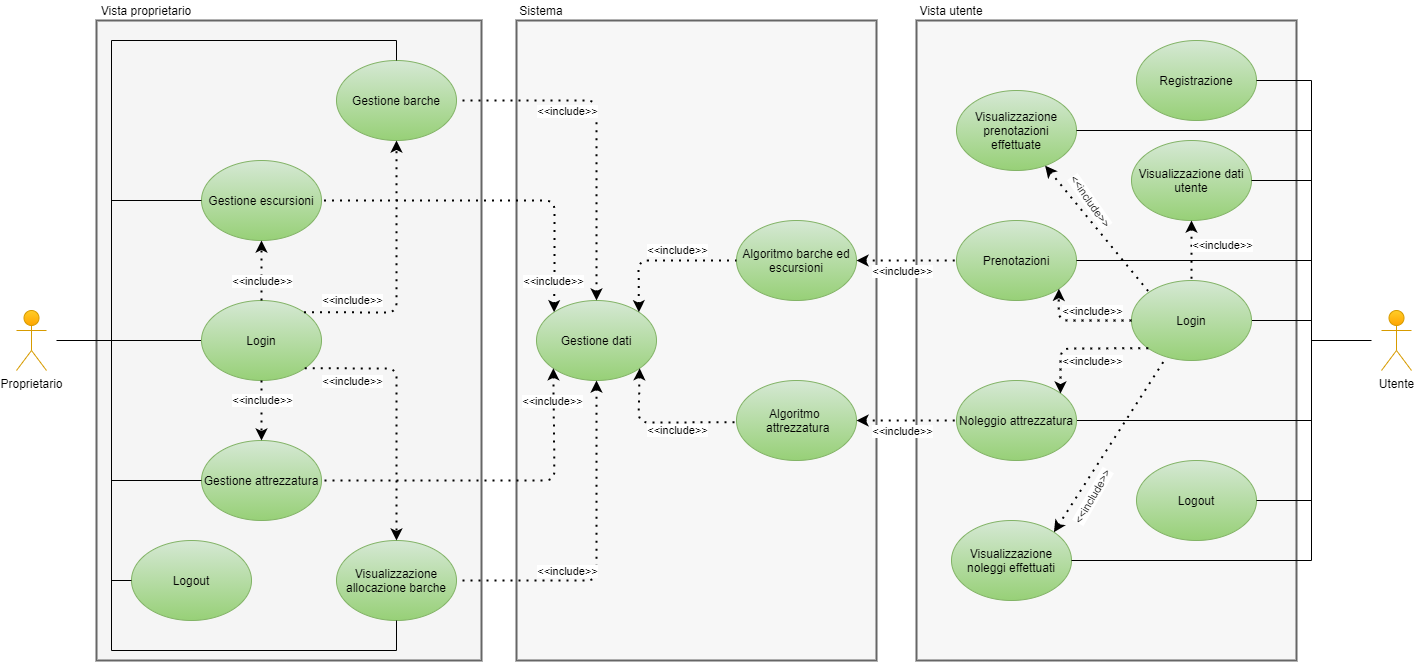 Vista proprietario
Sistema
Vista utente
Gestione barche
<<include>>
Gestione escursioni
<<include>>
<<include>>
<<include>>
Login
<<include>>
<<include>>
Gestione attrezzatura
Logout
Visualizzazione
allocazione barche
Proprietario
<<include>>
Gestione dati
<<include>>
<<include>>
<<include>>
Algoritmo barche ed
escursioni
<<include>>
Algoritmo
attrezzatura
<<include>>
<<include>>
<<include>>
Registrazione
Visualizzazione
prenotazioni
effettuate
Visualizzazione dati
utente
<<include>>
<<include>>
Prenotazioni
<<include>>
Login
<<include>>
Noleggio attrezzatura
<<include>>
Logout
Visualizzazione
noleggi effettuati
Utente